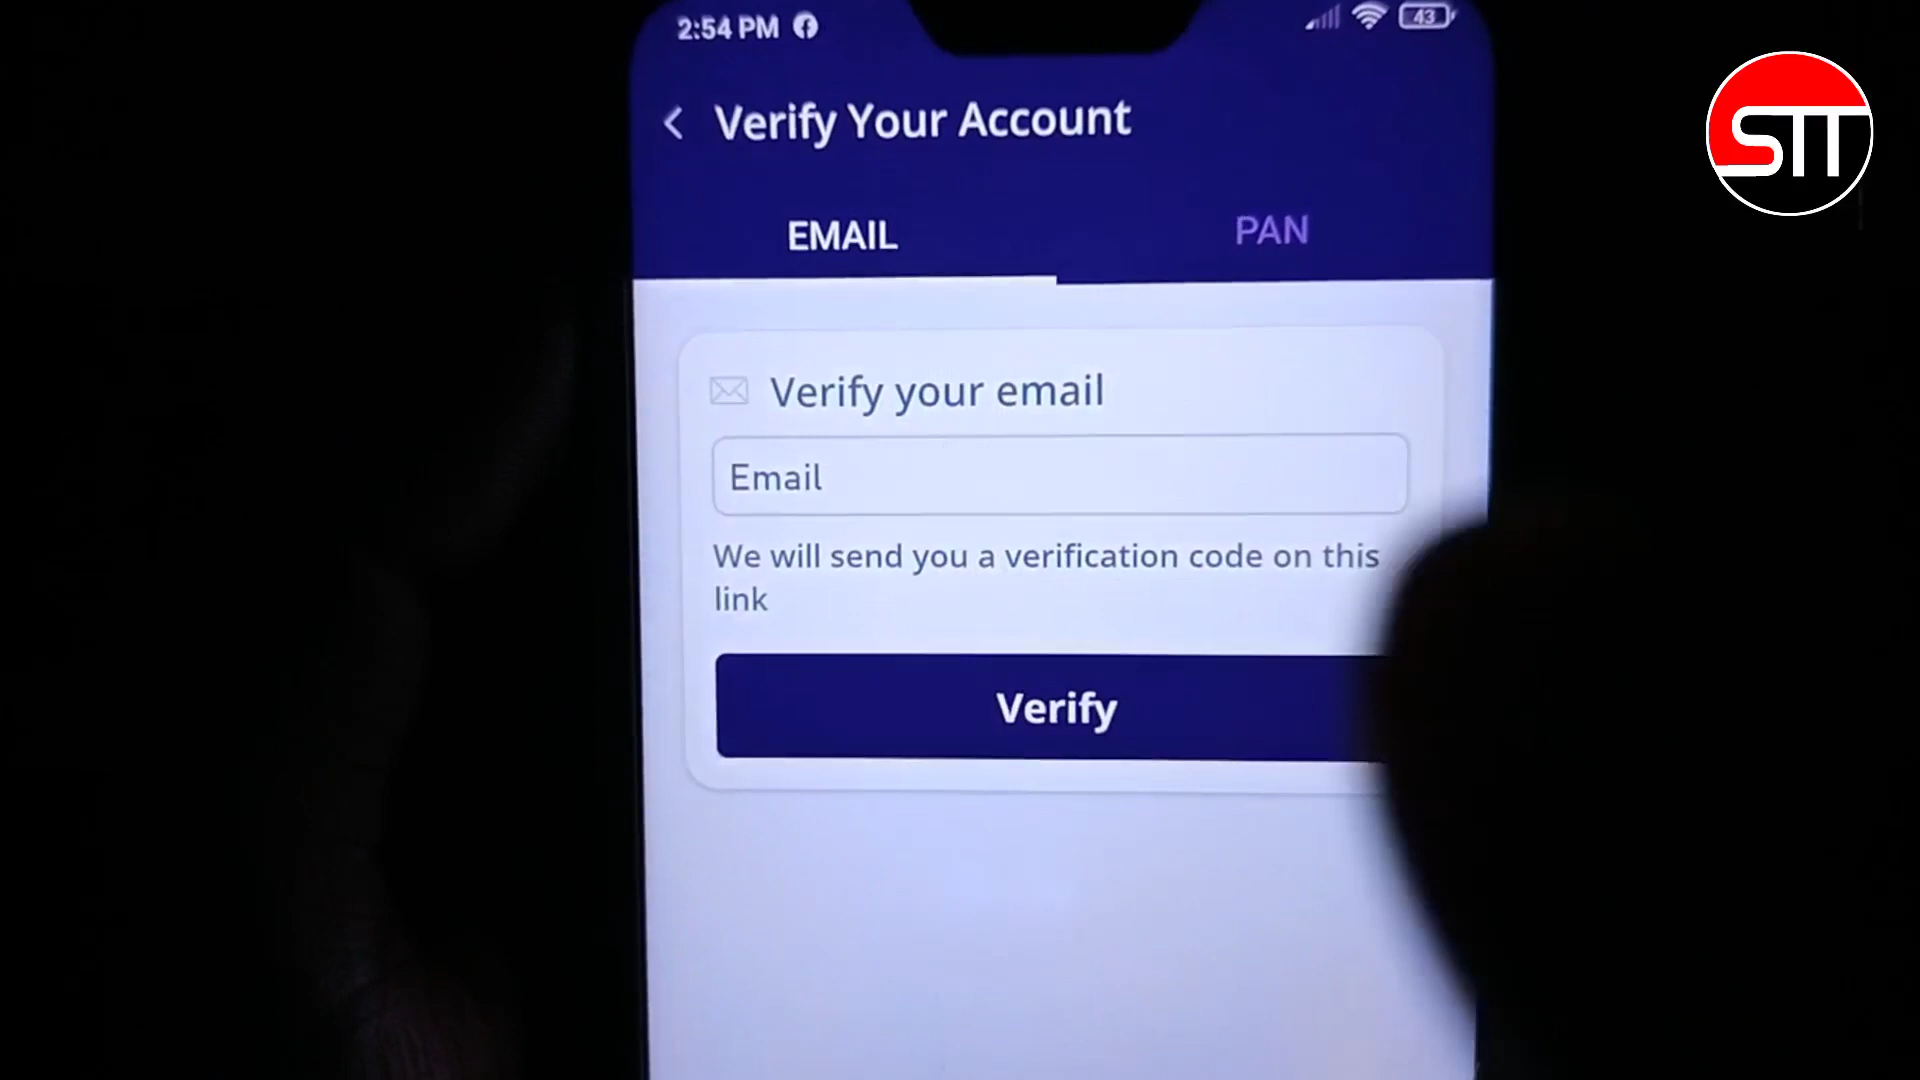 2:54 PM
43
STT
Verify Your Account
EMAIL
PAN
Verify your email
Email
We will send you a verification code on this
link
Verify